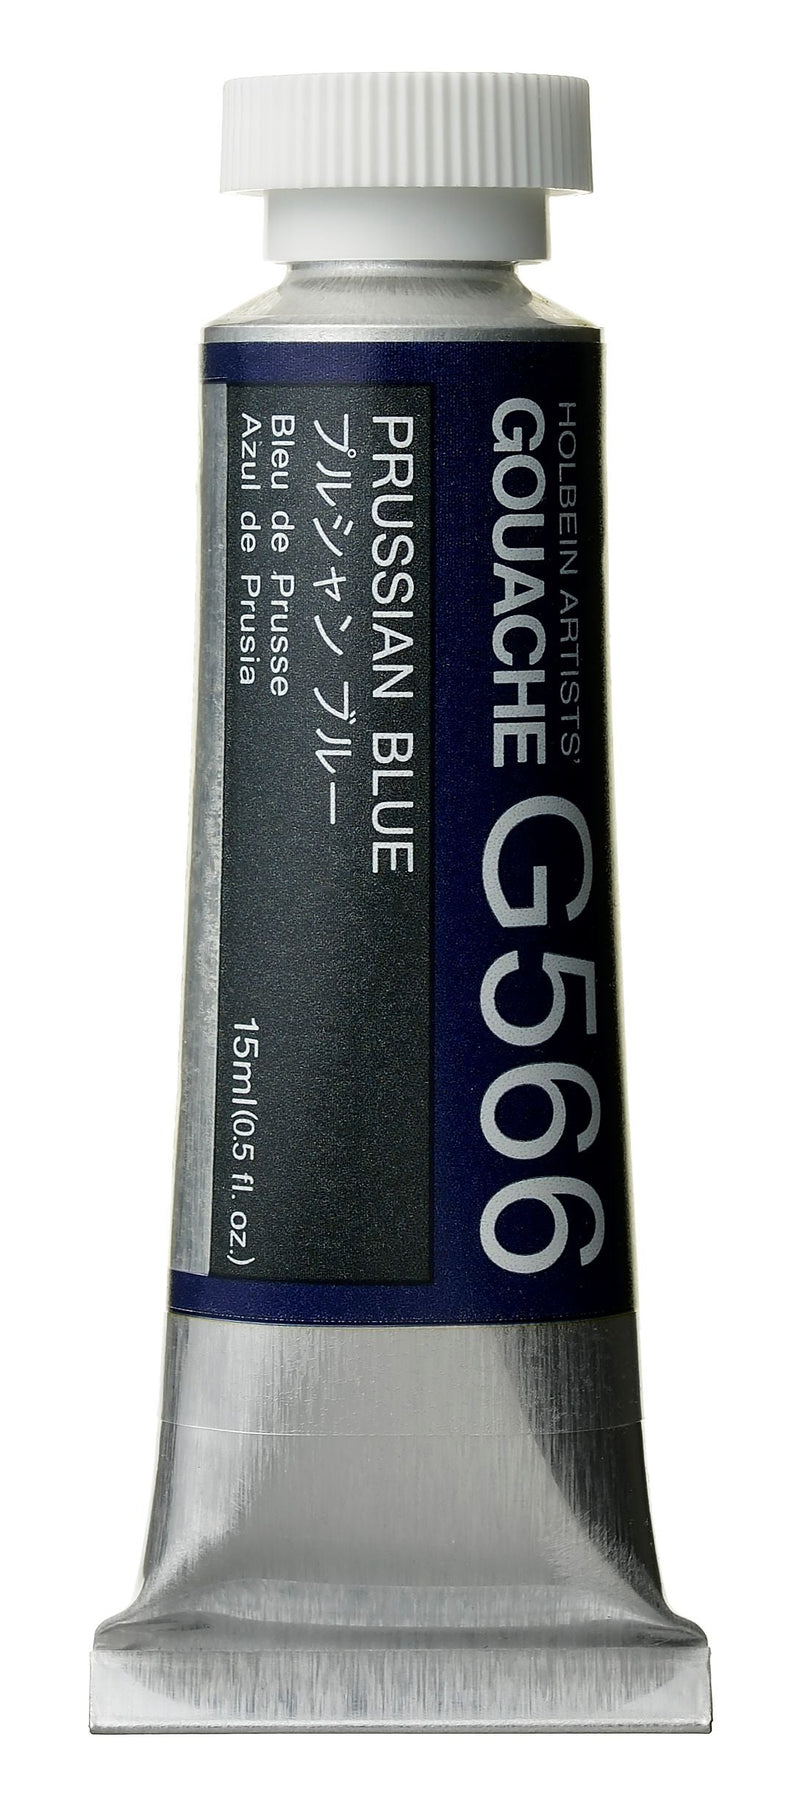 HOLBEIN ARTISTS'
GOUACHE G566
PRUSSIAN BLUE
プルシャン ブルー
Bleu de Prusse
Azul de Prusia
15ml(0.5 fl. oz.)